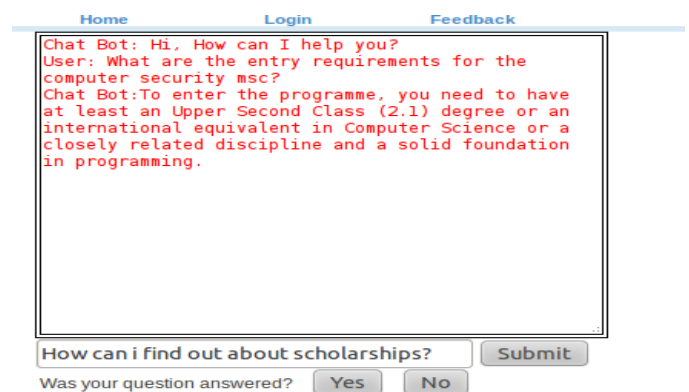 Home Login Feedback
Chat Bot: Hi, How can I help you?
User: What are the entry requirements for the
computer security msc?
Chat Bot:To enter the programme, you need to have
at least an Upper Second Class (2.1) degree or an
international equivalent in Computer Science or a
closely related discipline and a solid foundation
in programming.
How can i find out about scholarships? Submit
Was your question answered? Yes No